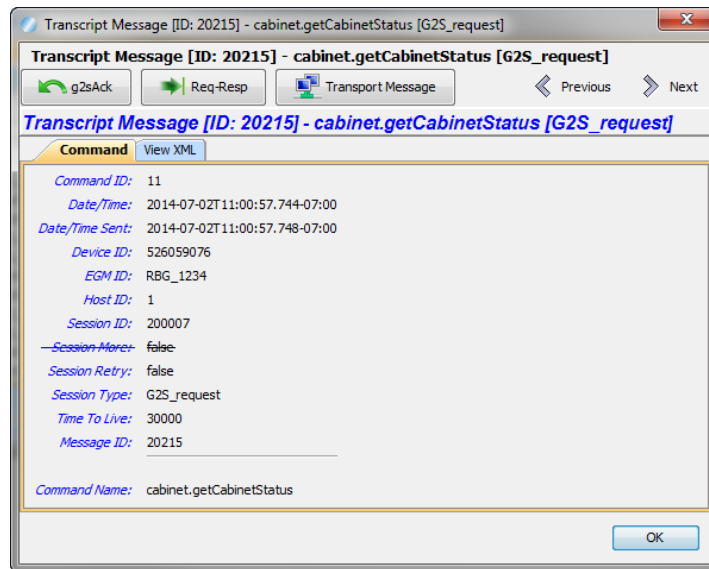 Transcript Message [ID: 20215] - cabinet.getCabinetStatus [G2S_request]
Transcript Message [ID: 20215] - cabinet.getCabinetStatus [G2S_request]
g2sAck Req-Resp Transport Message Previous Next
Transcript Message [ID: 20215] - cabinet.getCabinetStatus [G2S_request]
Command View XML
Command ID: 11
Date/Time: 2014-07-02T11:00:57.744-07:00
Date/Time Sent: 2014-07-02T11:00:57.748-07:00
Device ID: 526059076
EGM ID: RBG_1234
Host ID: 1
Session ID: 200007
Session More: false
Session Retry: false
Session Type: G2S_request
Time To Live: 30000
Message ID: 20215
Command Name: cabinet.getCabinetStatus
OK